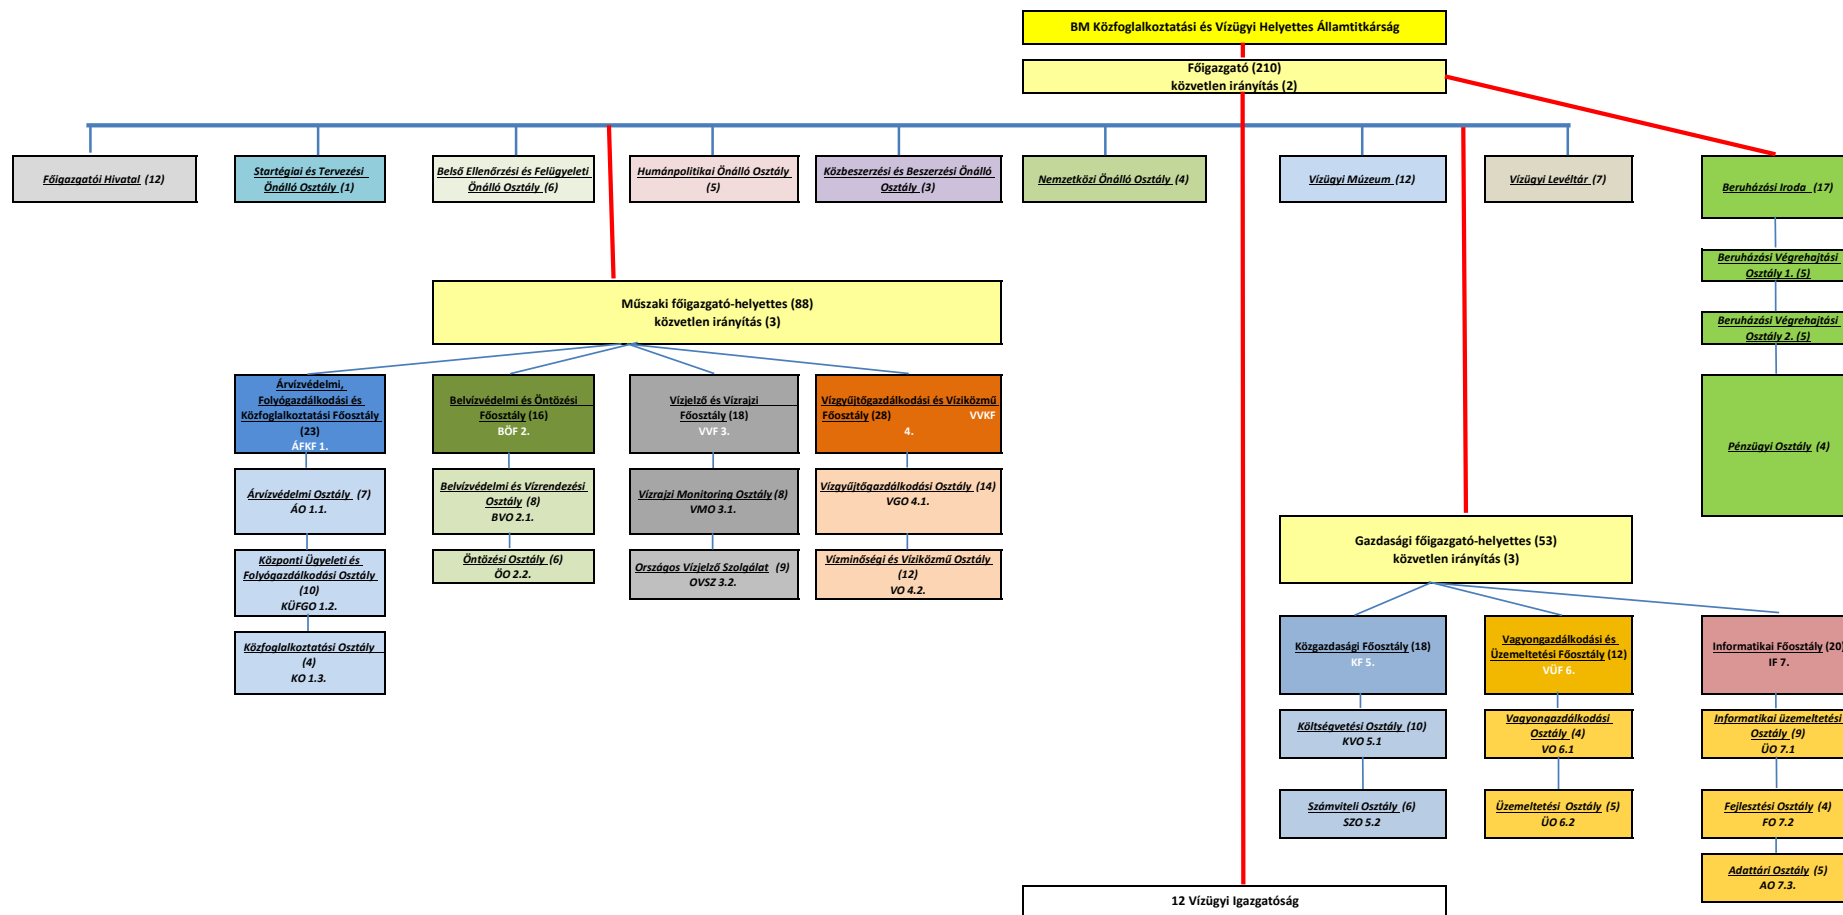 BM Közfoglalkoztatási és Vízügyi Helyettes Államtitkárság
Főigazgató (210)
közvetlen irányítás (2)
Főigazgatói Hivatal (12)
Startégiai és Tervezési
Önálló Osztály (1)
Belső Ellenőrzési és Felügyeleti
Önálló Osztály (6)
Humánpolitikai Önálló Osztály
(5)
Közbeszerzési és Beszerzési Önálló
Osztály (3)
Nemzetközi Önálló Osztály (4)
Vízügyi Múzeum (12)
Vízügyi Levéltár (7)
Beruházási Iroda (17)
Beruházási Végrehajtási
Osztály 1. (5)
Beruházási Végrehajtási
Osztály 2. (5)
Pénzügyi Osztály (4)
Műszaki főigazgató-helyettes (88)
közvetlen irányítás (3)
Árvízvédelmi,
Folyógazdálkodási és
Közfoglalkoztatási Főosztály
(23)
ÁFKF 1.
Belvízvédelmi és Öntözési
Főosztály (16)
BÖF 2.
Vízjelző és Vízrajzi
Főosztály (18)
VVF 3.
Vízgyűjtőgazdálkodási és Víziközmű
Főosztály (28) VVKF
4.
Árvízvédelmi Osztály (7)
ÁO 1.1.
Belvízvédelmi és Vízrendezési
Osztály (8)
BVO 2.1.
Vízrajzi Monitoring Osztály (8)
VMO 3.1.
Vízgyűjtőgazdálkodási Osztály (14)
VGO 4.1.
Központi Ügyeleti és
Folyógazdálkodási Osztály
(10)
KÜFGO 1.2.
Öntözési Osztály (6)
ÖO 2.2.
Országos Vízjelző Szolgálat (9)
OVSZ 3.2.
Vízminőségi és Víziközmű Osztály
(12)
VO 4.2.
Közfoglalkoztatási Osztály
(4)
KO 1.3.
Gazdasági főigazgató-helyettes (53)
közvetlen irányítás (3)
Közgazdasági Főosztály (18)
KF 5.
Vagyongazdálkodási és
Üzemeltetési Főosztály (12)
VÜF 6.
Informatikai Főosztály (20)
IF 7.
Költségvetési Osztály (10)
KVO 5.1
Vagyongazdálkodási
Osztály (4)
VO 6.1
Informatikai üzemeltetési
Osztály (9)
ÜO 7.1
Számviteli Osztály (6)
SZO 5.2
Üzemeltetési Osztály (5)
ÜO 6.2
Fejlesztési Osztály (4)
FO 7.2
Adattári Osztály (5)
AO 7.3.
12 Vízügyi Igazgatóság